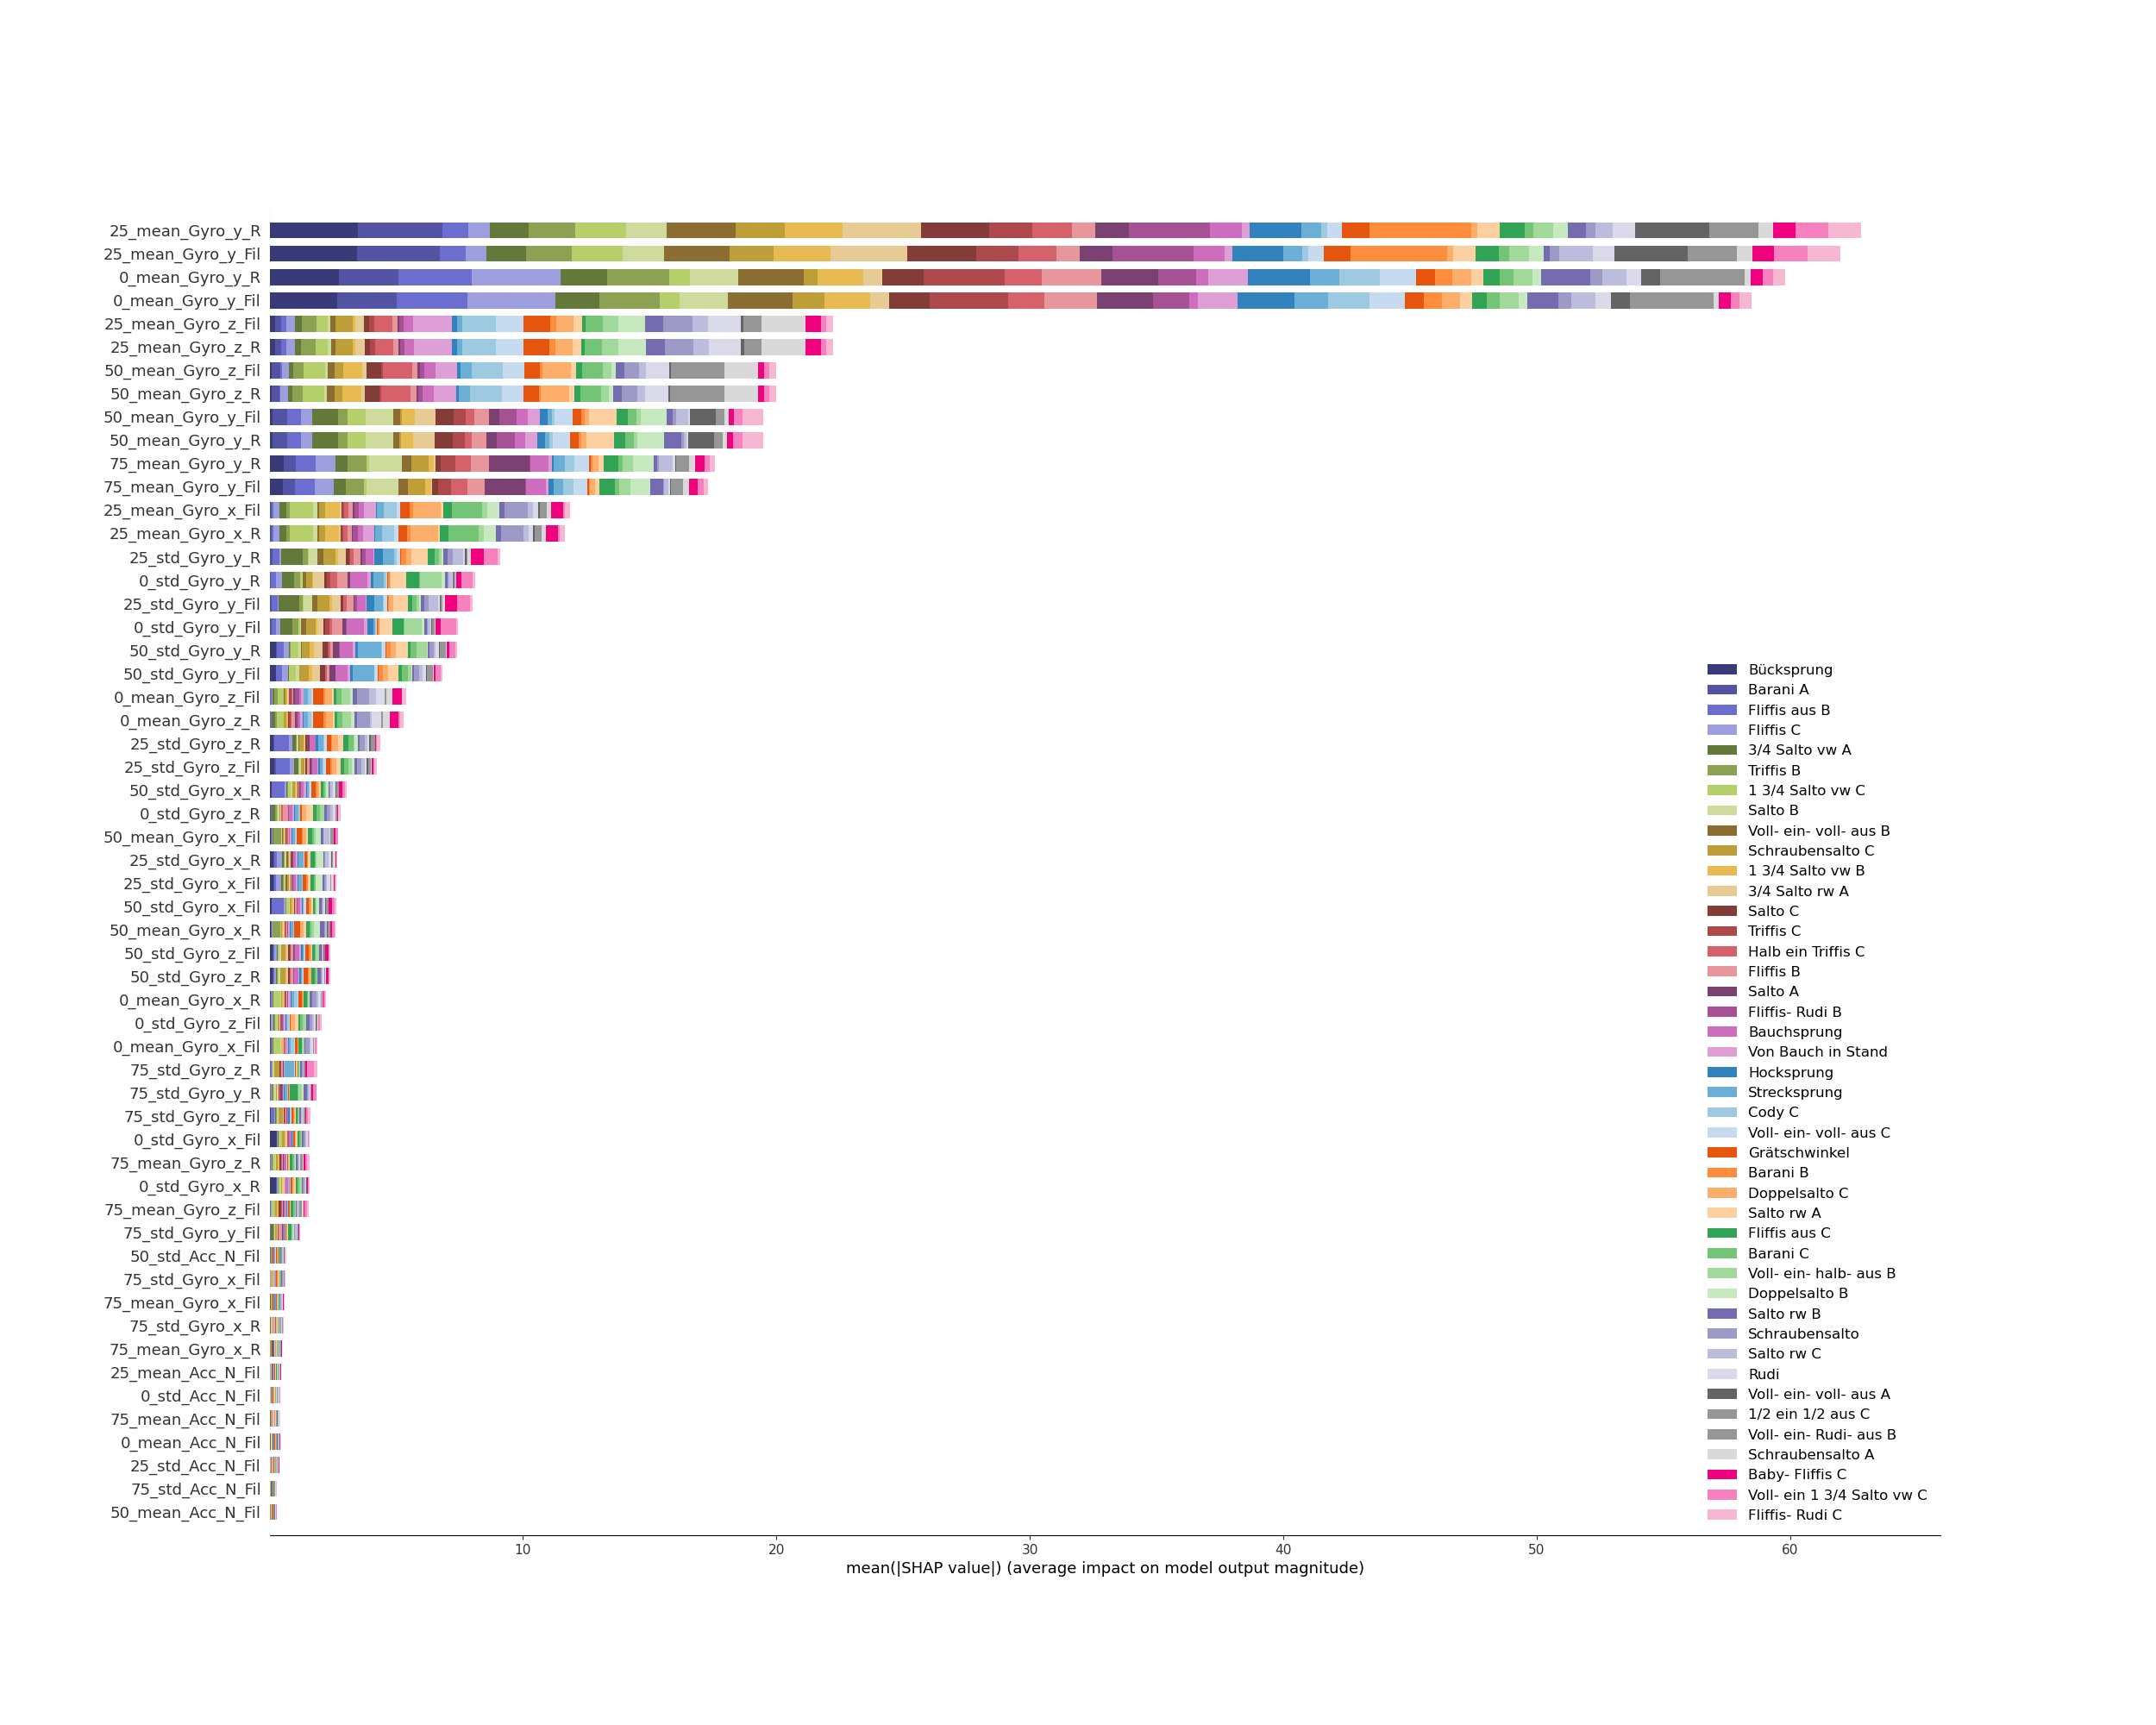 25_mean_Gyro_y_R
25_mean_Gyro_y_Fil
0_mean_Gyro_y_R
0_mean_Gyro_y_Fil
25_mean_Gyro_z_Fil
25_mean_Gyro_z_R
50_mean_Gyro_z_Fil
50_mean_Gyro_z_R
50_mean_Gyro_y_Fil
50_mean_Gyro_y_R
75_mean_Gyro_y_R
75_mean_Gyro_y_Fil
25_mean_Gyro_x_Fil
25_mean_Gyro_x_R
25_std_Gyro_y_R
0_std_Gyro_y_R
25_std_Gyro_y_Fil
0_std_Gyro_y_Fil
50_std_Gyro_y_R
50_std_Gyro_y_Fil
0_mean_Gyro_z_Fil
0_mean_Gyro_z_R
25_std_Gyro_z_R
25_std_Gyro_z_Fil
50_std_Gyro_x_R
0_std_Gyro_z_R
50_mean_Gyro_x_Fil
25_std_Gyro_x_R
25_std_Gyro_x_Fil
50_std_Gyro_x_Fil
50_mean_Gyro_x_R
50_std_Gyro_z_Fil
50_std_Gyro_z_R
0_mean_Gyro_x_R
0_std_Gyro_z_Fil
0_mean_Gyro_x_Fil
75_std_Gyro_z_R
75_std_Gyro_y_R
75_std_Gyro_z_Fil
0_std_Gyro_x_Fil
75_mean_Gyro_z_R
0_std_Gyro_x_R
75_mean_Gyro_z_Fil
75_std_Gyro_y_Fil
50_std_Acc_N_Fil
75_std_Gyro_x_Fil
75_mean_Gyro_x_Fil
75_std_Gyro_x_R
75_mean_Gyro_x_R
25_mean_Acc_N_Fil
0_std_Acc_N_Fil
75_mean_Acc_N_Fil
0_mean_Acc_N_Fil
25_std_Acc_N_Fil
75_std_Acc_N_Fil
50_mean_Acc_N_Fil
Bücksprung
Barani A
Fliffis aus B
Fliffis C
3/4 Salto vw A
Triffis B
1 3/4 Salto vw C
Salto B
Voll- ein- voll- aus B
Schraubensalto C
1 3/4 Salto vw B
3/4 Salto rw A
Salto C
Triffis C
Halb ein Triffis C
Fliffis B
Salto A
Fliffis- Rudi B
Bauchsprung
Von Bauch in Stand
Hocksprung
Strecksprung
Cody C
Voll- ein- voll- aus C
Grätschwinkel
Barani B
Doppelsalto C
Salto rw A
Fliffis aus C
Barani C
Voll- ein- halb- aus B
Doppelsalto B
Salto rw B
Schraubensalto
Salto rw C
Rudi
Voll- ein- voll- aus A
1/2 ein 1/2 aus C
Voll- ein- Rudi- aus B
Schraubensalto A
Baby- Fliffis C
Voll- ein 1 3/4 Salto vw C
Fliffis- Rudi C
10 20 30 40 50 60
mean(|SHAP value|) (average impact on model output magnitude)